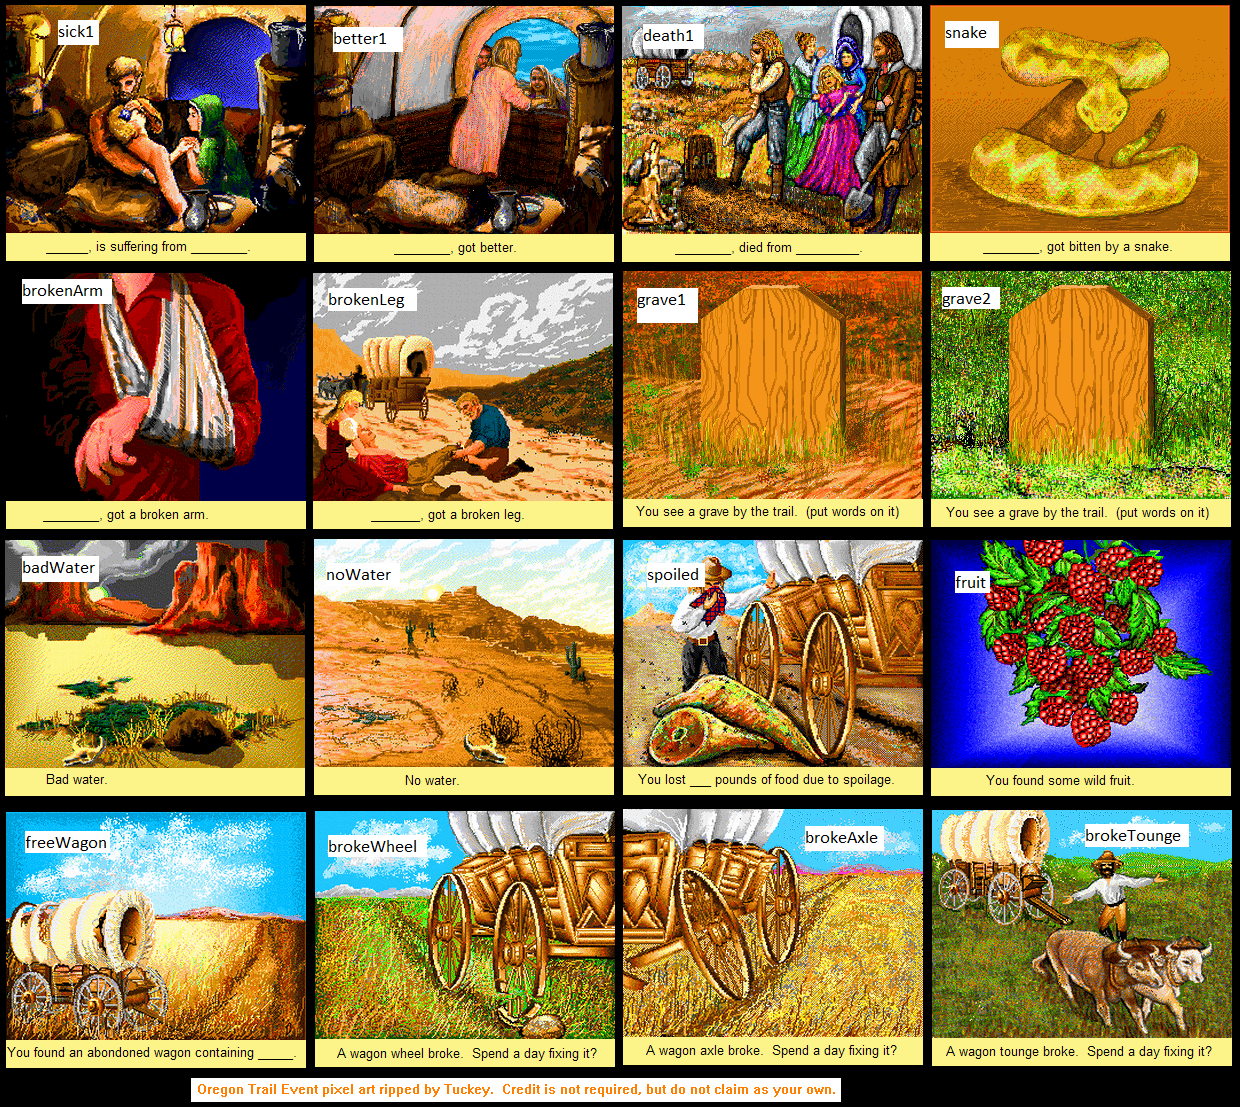 sick1
better1
death1
snake
______, is suffering from ________.
________, got better.
________, died from _________.
________, got bitten by a snake.
brokenArm
brokenLeg
grave1
grave2
________, got a broken arm.
_______, got a broken leg.
You see a grave by the trail.  (put words on it)
You see a grave by the trail.  (put words on it)
badWater
noWater
spoiled
fruit
Bad water.
No water.
You lost ___ pounds of food due to spoilage.
You found some wild fruit.
freeWagon
brokeWheel
brokeAxle
brokeTounge
You found an abondoned wagon containing _____.
A wagon wheel broke.  Spend a day fixing it?
A wagon axle broke.  Spend a day fixing it?
A wagon tounge broke.  Spend a day fixing it?
Oregon Trail Event pixel art ripped by Tuckey.  Credit is not required, but do not claim as your own.